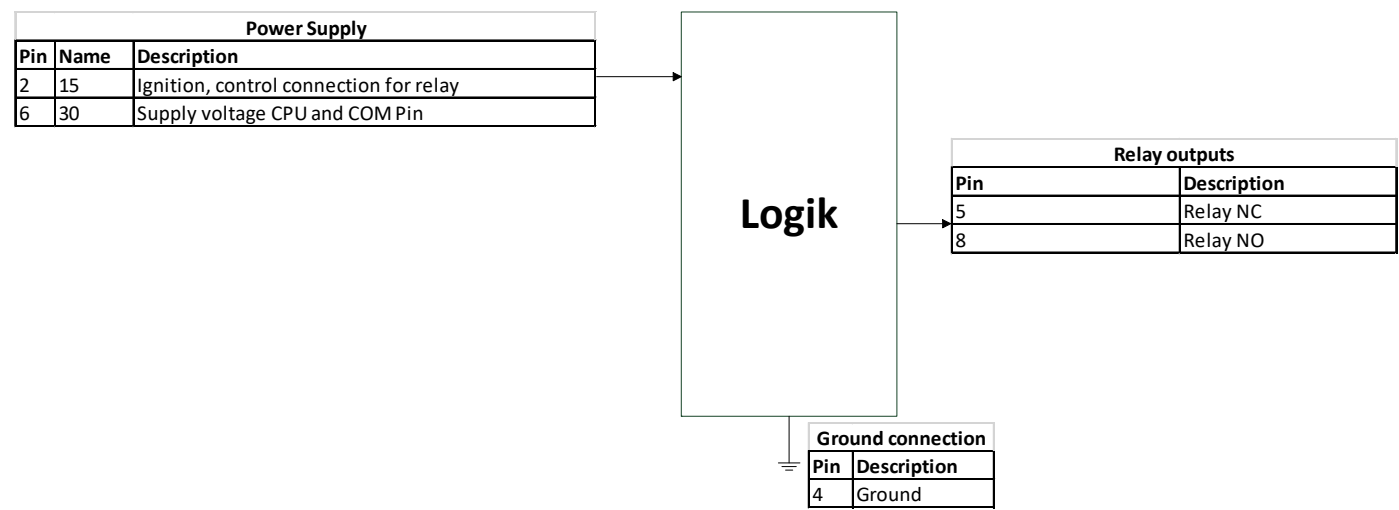 Power Supply
Pin Name Description
2 15 Ignition, control connection for relay
6 30 Supply voltage CPU and COM Pin
Logik
Relay outputs
Pin Description
5 Relay NC
8 Relay NO
Ground connection
Pin Description
4 Ground